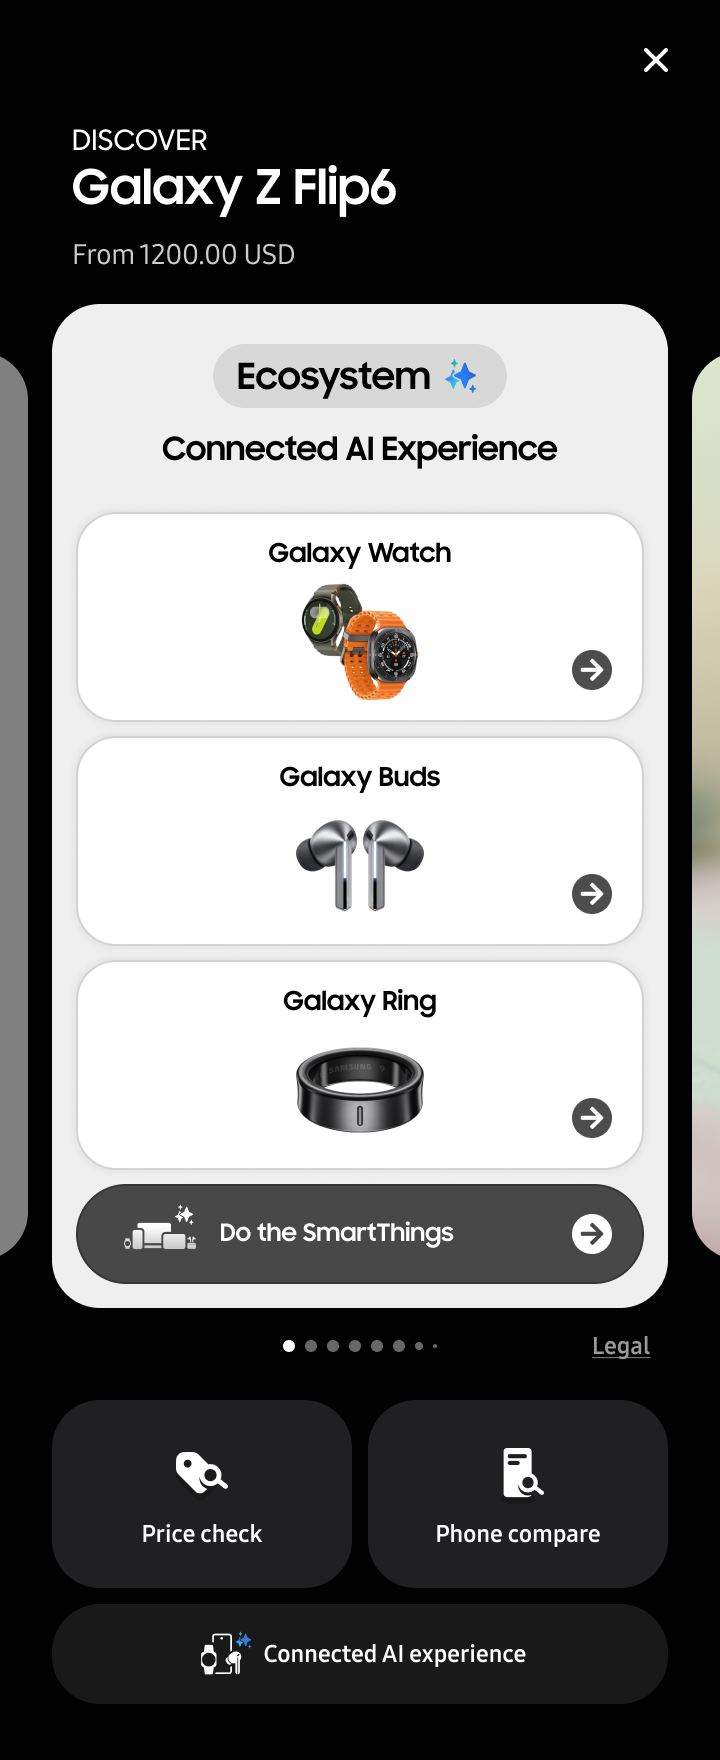 DISCOVER
Galaxy Z Flip6
From 1200.00 USD
Ecosystem
Connected AI Experience
Galaxy Watch
Galaxy Buds
Galaxy Ring
SAMSUNG
Do the SmartThings
Legal
Price check
Phone compare
Connected AI experience